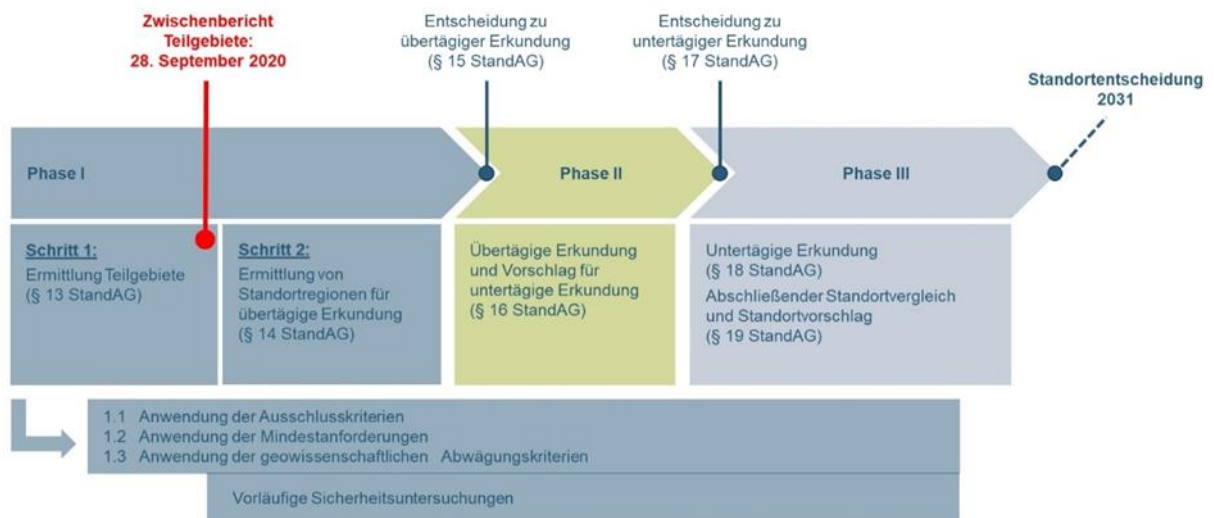 Zwischenbericht
Teilgebiete:
28. September 2020
Entscheidung zu
übertägiger Erkundung
(§ 15 StandAG)
Entscheidung zu
untertägiger Erkundung
(§ 17 StandAG)
Standortentscheidung
2031
Phase I
Phase II
Phase III
Schritt 1:
Ermittlung Teilgebiete
(§ 13 StandAG)
Schritt 2:
Ermittlung von
Standortregionen für
übertägige Erkundung
(§ 14 StandAG)
Übertägige Erkundung
und Vorschlag für
untertägige Erkundung
(§ 16 StandAG)
Untertägige Erkundung
(§ 18 StandAG)
Abschließender Standortvergleich
und Standortvorschlag
(§ 19 StandAG)
1.1 Anwendung der Ausschlusskriterien
1.2 Anwendung der Mindestanforderungen
1.3 Anwendung der geowissenschaftlichen Abwägungskriterien
Vorläufige Sicherheitsuntersuchungen